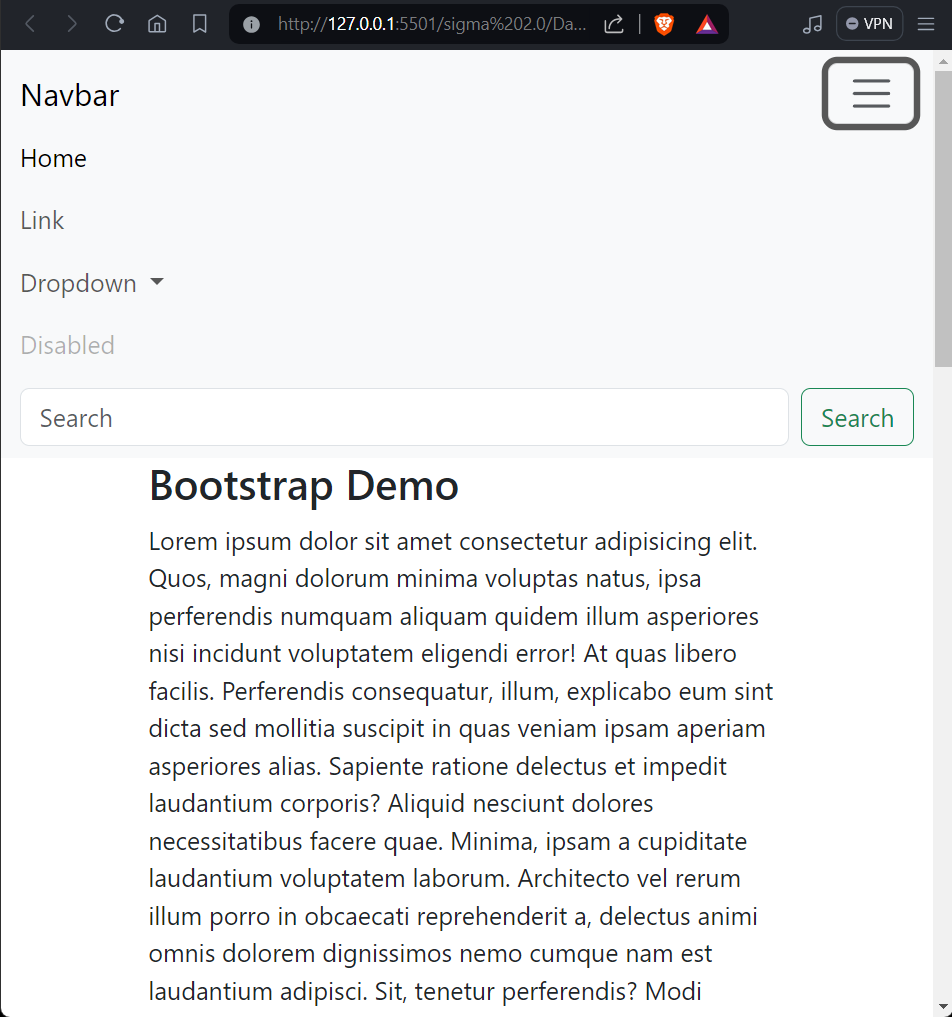 http://127.0.0.1:5501/sigma%202.0/Da...
VPN
Navbar
Home
Link
Dropdown
Disabled
Search
Search
Bootstrap Demo
Lorem ipsum dolor sit amet consectetur adipisicing elit.
Quos, magni dolorum minima voluptas natus, ipsa
perferendis numquam aliquam quidem illum asperiores
nisi incidunt voluptatem eligendi error! At quas libero
facilis. Perferendis consequatur, illum, explicabo eum sint
dicta sed mollitia suscipit in quas veniam ipsam aperiam
asperiores alias. Sapiente ratione delectus et impedit
laudantium corporis? Aliquid nesciunt dolores
necessitatibus facere quae. Minima, ipsam a cupiditate
laudantium voluptatem laborum. Architecto vel rerum
illum porro in obcaecati reprehenderit a, delectus animi
omnis dolorem dignissimos nemo cumque nam est
laudantium adipisci. Sit, tenetur perferendis? Modi